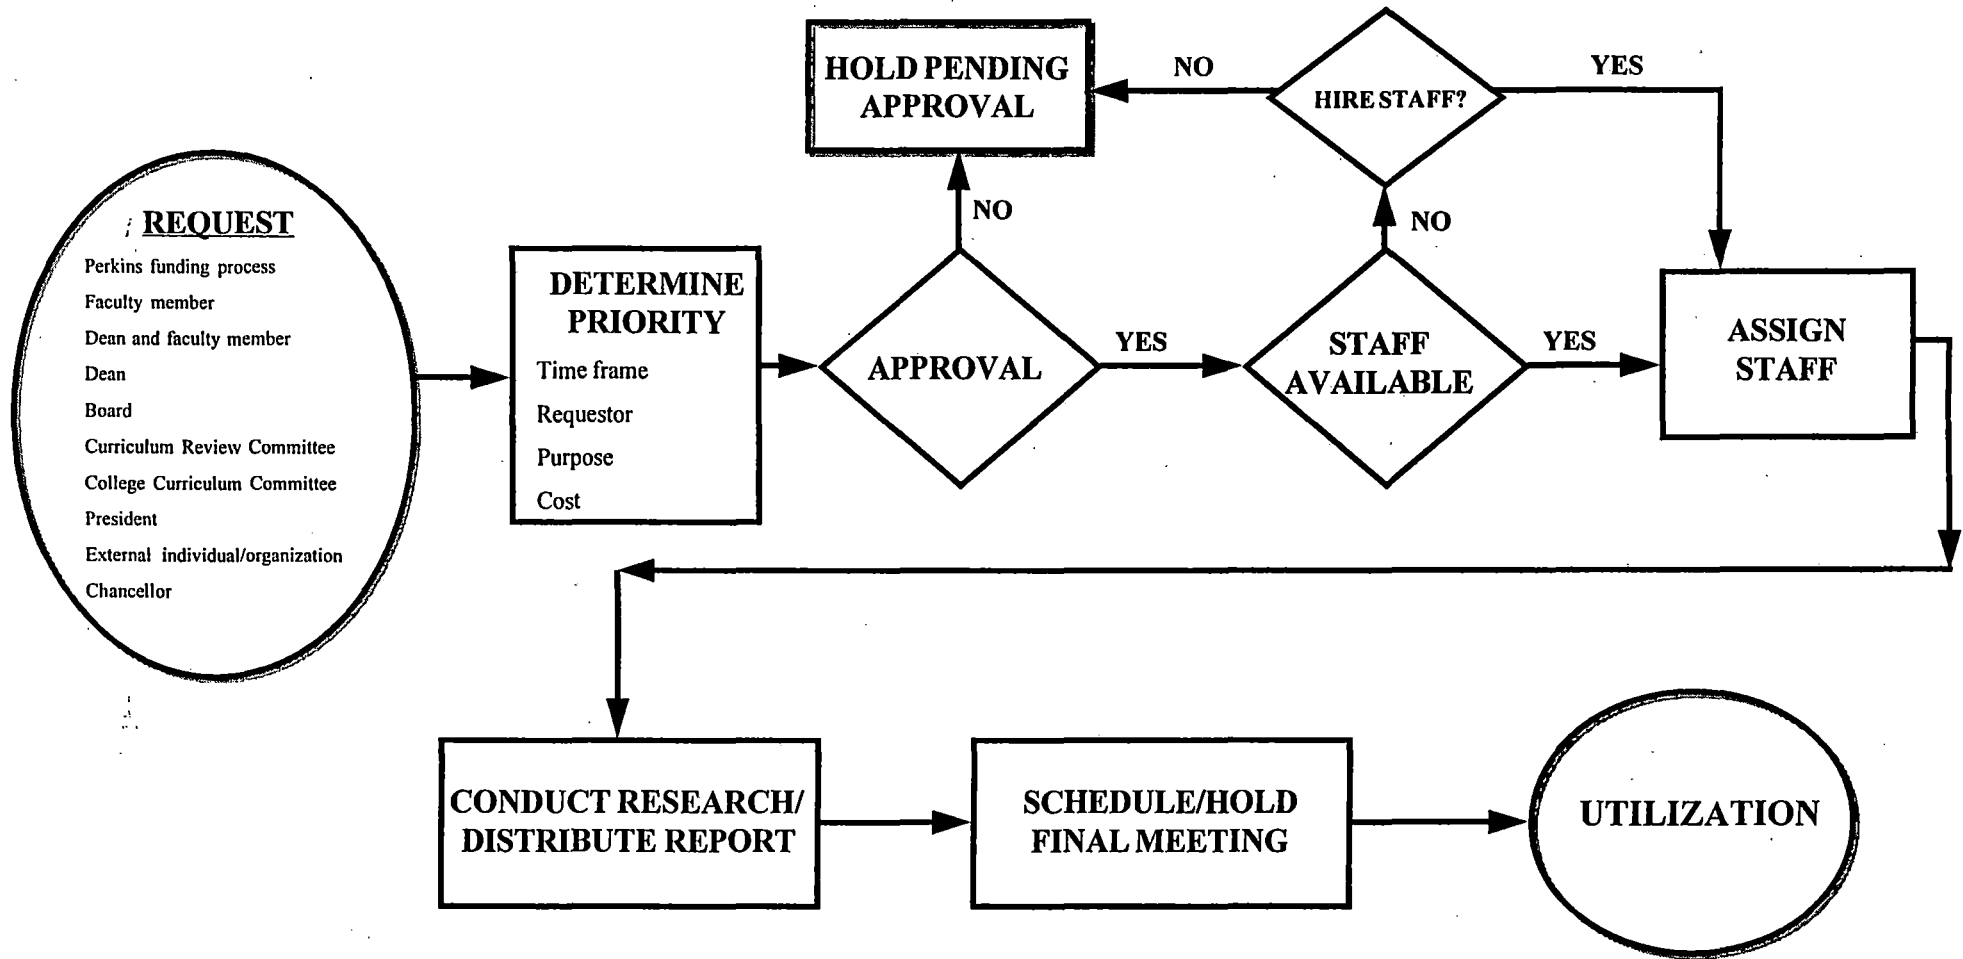 REQUEST
Perkins funding process
Faculty member
Dean and faculty member
Dean
Board
Curriculum Review Committee
College Curriculum Committee
President
External individual/organization
Chancellor
DETERMINE
PRIORITY
Time frame
Requestor
Purpose
Cost
APPROVAL
NO
HOLD PENDING
APPROVAL
YES
STAFF
AVAILABLE
NO
HIRE STAFF?
NO
YES
YES
ASSIGN
STAFF
CONDUCT RESEARCH/
DISTRIBUTE REPORT
SCHEDULE/HOLD
FINAL MEETING
UTILIZATION